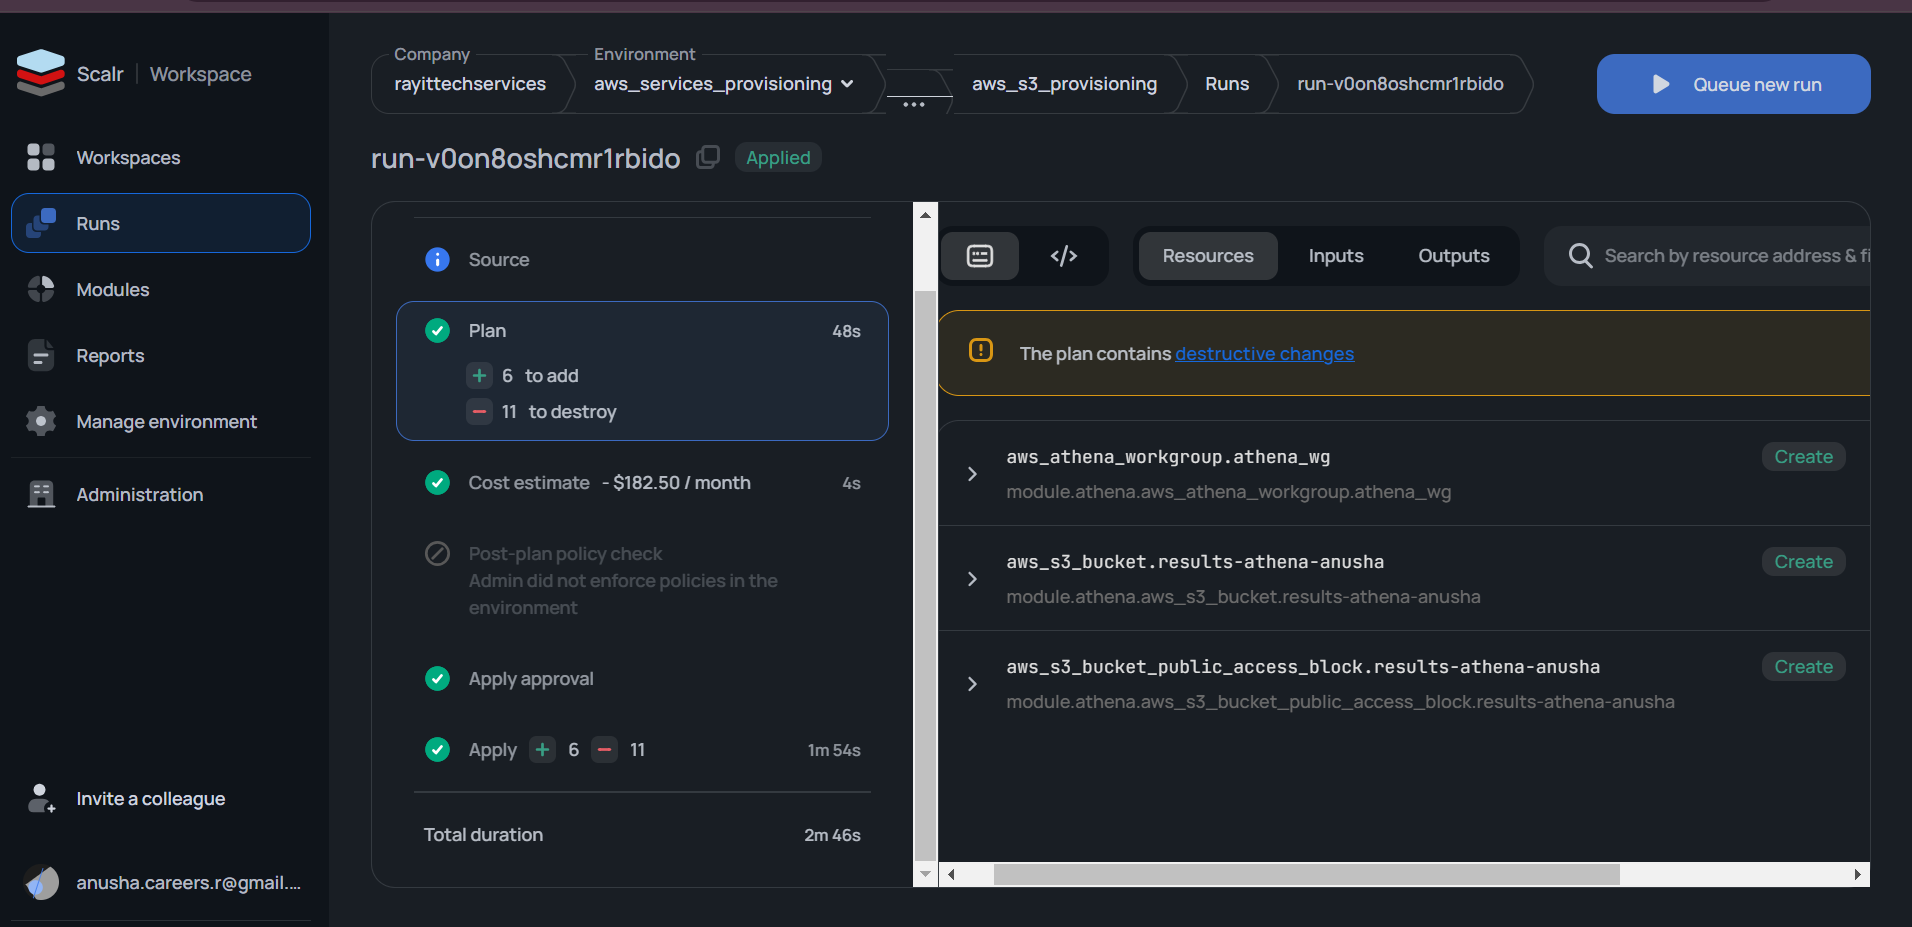 Scalr
Workspace
Workspaces
Runs
Modules
Reports
Manage environment
Administration
Invite a colleague
anusha.careers.r@gmail....
Company
rayittechservices
Environment
aws_services_provisioning
...
aws_s3_provisioning
Runs
run-v0on8oshcmr1rbido
Queue new run
run-v0on8oshcmr1rbido
Applied
Source
Plan 48s
+ 6 to add
- 11 to destroy
Cost estimate - $182.50 / month 4s
Post-plan policy check
Admin did not enforce policies in the
environment
Apply approval
Apply + 6 - 11 1m 54s
Total duration 2m 46s
</> Resources Inputs Outputs Search by resource address & fi
The plan contains destructive changes
aws_athena_workgroup.athena_wg Create
module.athena.aws_athena_workgroup.athena_wg
aws_s3_bucket.results-athena-anusha Create
module.athena.aws_s3_bucket.results-athena-anusha
aws_s3_bucket_public_access_block.results-athena-anusha Create
module.athena.aws_s3_bucket_public_access_block.results-athena-anusha